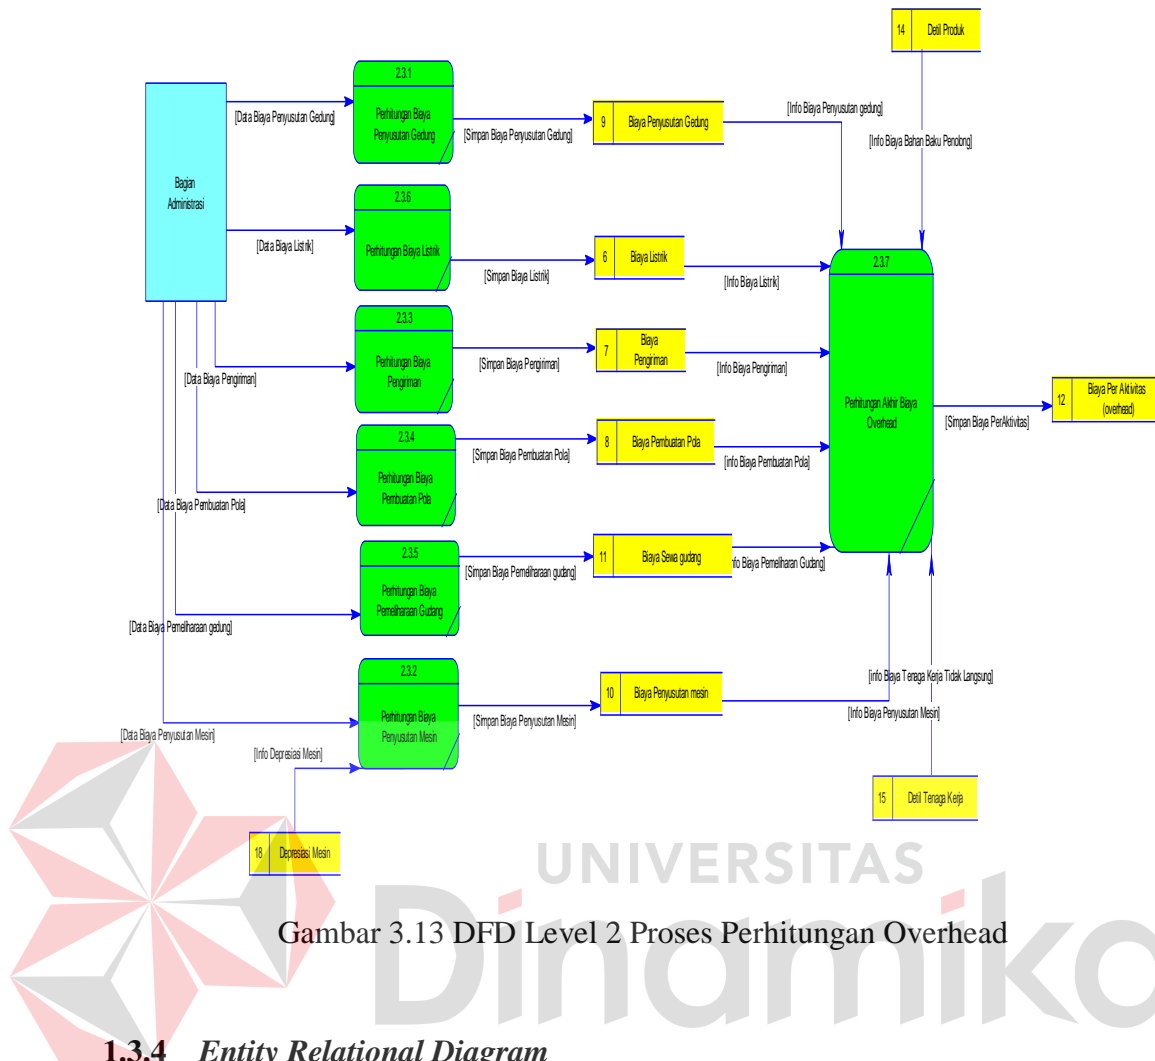 14 Detil Produk
2.3.1
Perhitungan Biaya
Penyusutan Gedung
[Data Biaya Penyusutan Gedung]
[Simpan Biaya Penyusutan Gedung]
9 Biaya Penyusutan Gedung
[Info Biaya Penyusutan gedung]
[Info Biaya Bahan Baku Penolong]
Bagian
Administrasi
2.3.6
Perhitungan Biaya Listrik
[Data Biaya Listrik]
[Simpan Biaya Listrik]
6 Biaya Listrik
[Info Biaya Listrik]
2.3.7
Perhitungan Akhir Biaya
Overhead
2.3.3
Perhitungan Biaya
Pengiriman
[Data Biaya Pengiriman]
[Simpan Biaya Pengiriman]
7 Biaya
Pengiriman
[Info Biaya Pengiriman]
[Simpan Biaya PerAktivitas]
12 Biaya Per Aktivitas
(overhead)
2.3.4
Perhitungan Biaya
Pembuatan Pola
[Data Biaya Pembuatan Pola]
[Simpan Biaya Pembuatan Pola]
8 Biaya Pembuatan Pola
[info Biaya Pembuatan Pola]
2.3.5
Perhitungan Biaya
Pemeliharaan Gudang
[Data Biaya Pemeliharaan gedung]
[Simpan Biaya Pemeliharaan gudang]
11 Biaya Sewa gudang
nfo Biaya Pemeliharan Gudang]
2.3.2
Perhitungan Biaya
Penyusutan Mesin
[Data Biaya Penyusutan Mesin]
[Info Depresiasi Mesin]
[Simpan Biaya Penyusutan Mesin]
10 Biaya Penyusutan mesin
[info Biaya Tenaga Kerja Tidak Langsung]
[Info Biaya Penyusutan Mesin]
15 Detil Tenaga Kerja
18 Depresiasi Mesin
UNIVERSITAS
Dinamika
Gambar 3.13 DFD Level 2 Proses Perhitungan Overhead
1.3.4 Entity Relational Diagram